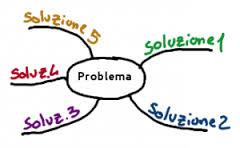 Soluzione 5
Soluzione 1
Problema
Soluz. 4
Soluz. 3
Soluzione 2